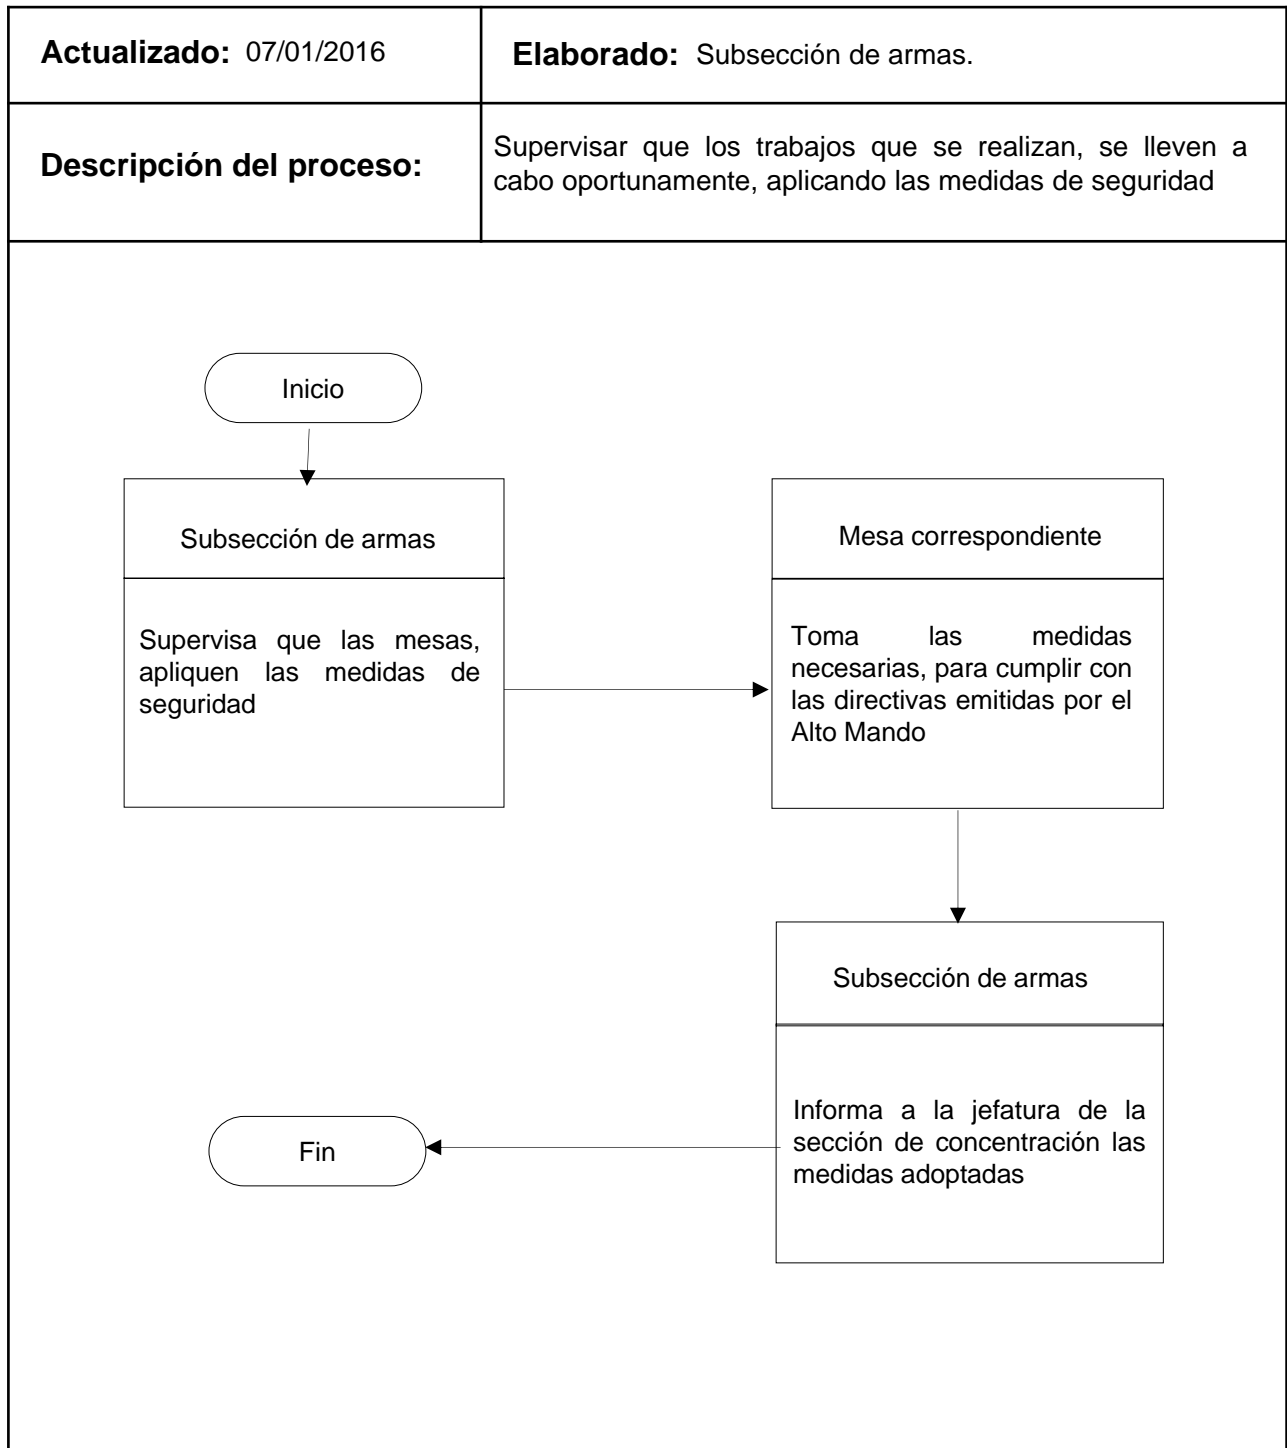 Actualizado: 07/01/2016
Elaborado: Subsección de armas.
Descripción del proceso:
Supervisar que los trabajos que se realizan, se lleven a
cabo oportunamente, aplicando las medidas de seguridad
Inicio
Subsección de armas
Supervisa que las mesas,
apliquen las medidas de
seguridad
Mesa correspondiente
Toma las medidas
necesarias, para cumplir con
las directivas emitidas por el
Alto Mando
Subsección de armas
Informa a la jefatura de la
sección de concentración las
medidas adoptadas
Fin